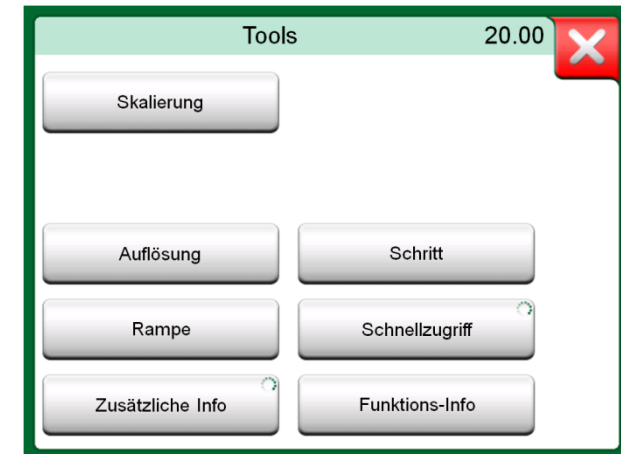 Tools 20.00
Skalierung
Auflösung Schritt
Rampe Schnellzugriff
Zusätzliche Info Funktions-Info